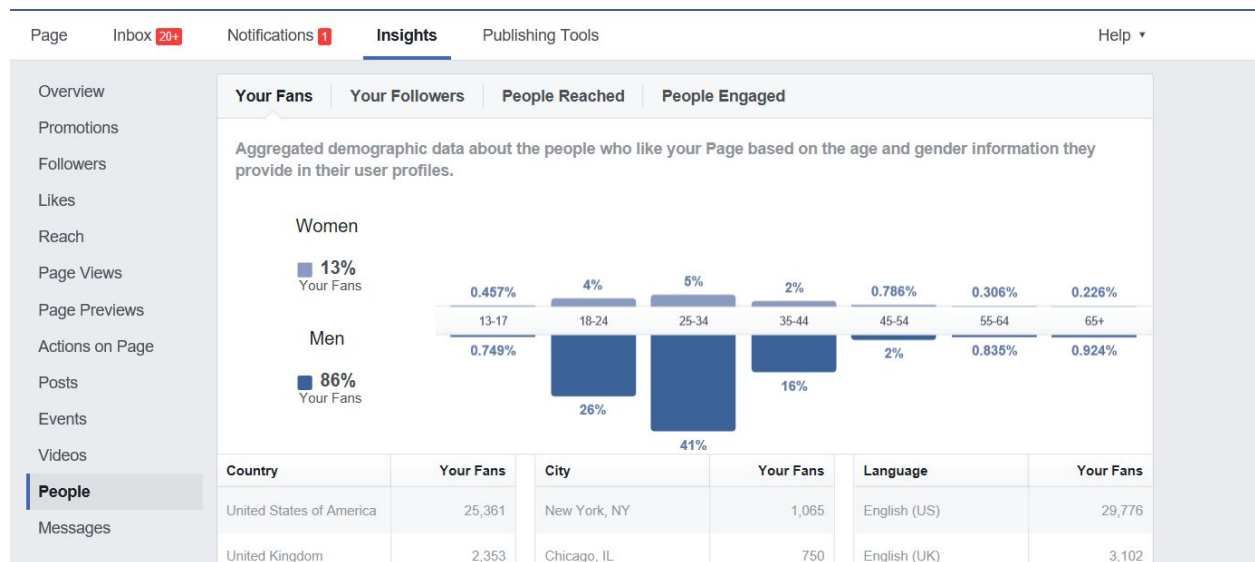 Page Inbox 20+ Notifications 1 Insights Publishing Tools Help
Overview
Promotions
Followers
Likes
Reach
Page Views
Page Previews
Actions on Page
Posts
Events
Videos
People
Messages
Your Fans Your Followers People Reached People Engaged
Aggregated demographic data about the people who like your Page based on the age and gender information they
provide in their user profiles.
Women
13%
Your Fans
0.457% 4% 5% 2% 0.786% 0.306% 0.226%
13-17 18-24 25-34 35-44 45-54 55-64 65+
Men
86%
Your Fans
0.749% 26% 41% 16% 2% 0.835% 0.924%
Country Your Fans City Your Fans Language Your Fans
United States of America 25,361 New York, NY 1,065 English (US) 29,776
United Kingdom 2,353 Chicago, IL 750 English (UK) 3,102